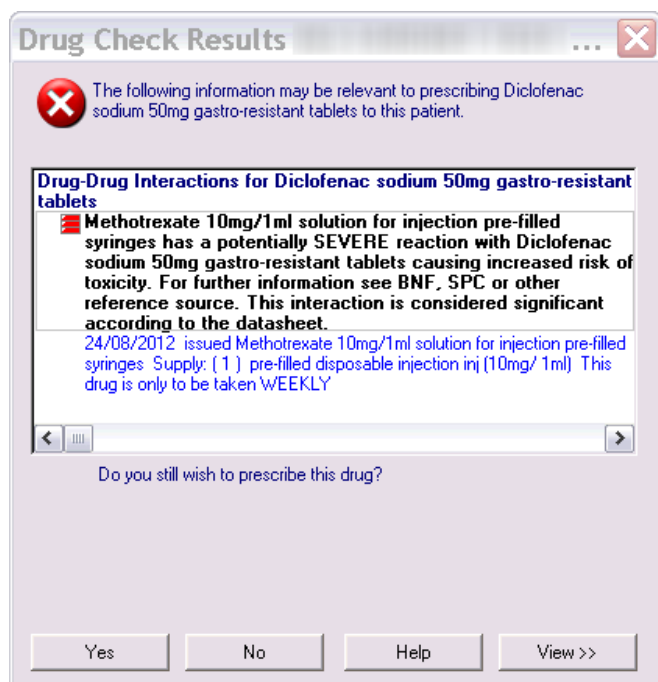 Drug Check Results ...
The following information may be relevant to prescribing Diclofenac
sodium 50mg gastro-resistant tablets to this patient.
Drug-Drug Interactions for Diclofenac sodium 50mg gastro-resistant
tablets
Methotrexate 10mg/1ml solution for injection pre-filled
syringes has a potentially SEVERE reaction with Diclofenac
sodium 50mg gastro-resistant tablets causing increased risk of
toxicity. For further information see BNF, SPC or other
reference source. This interaction is considered significant
according to the datasheet.
24/08/2012 issued Methotrexate 10mg/1ml solution for injection pre-filled
syringes Supply: ( 1 ) pre-filled disposable injection inj (10mg/ 1ml) This
drug is only to be taken WEEKLY
Do you still wish to prescribe this drug?
Yes No Help View >>